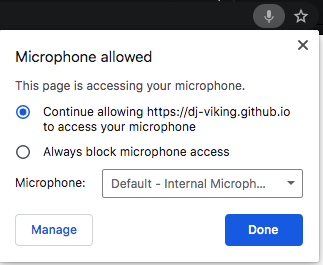 Microphone allowed
This page is accessing your microphone.
Continue allowing https://dj-viking.github.io
to access your microphone
Always block microphone access
Microphone: Default - Internal Microph...
Manage Done